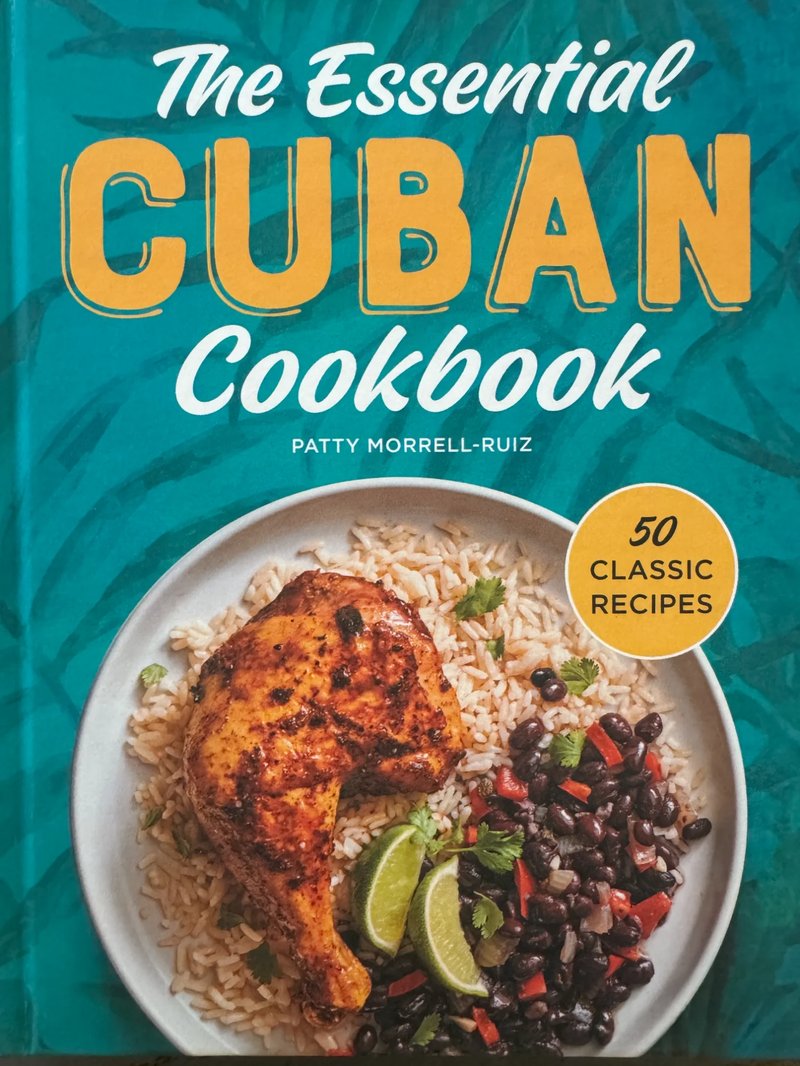 The Essential
CUBAN
Cookbook
PATTY MORRELL-RUIZ
50
CLASSIC
RECIPES